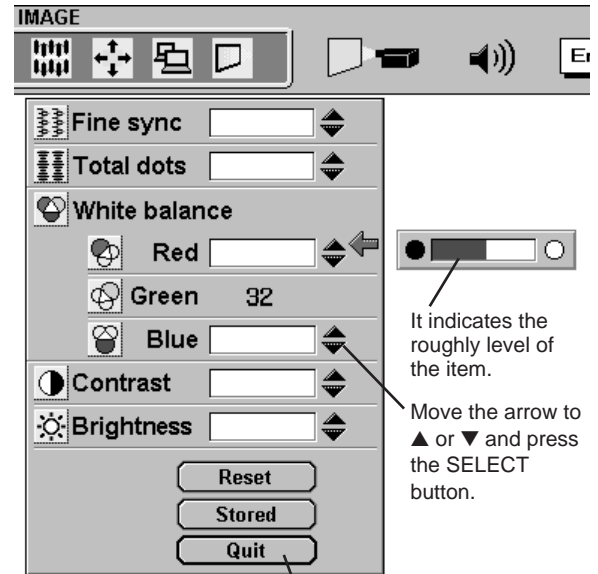 IMAGE
Fine sync
Total dots
White balance
Red
Green 32
Blue
Contrast
Brightness
Reset
Stored
Quit
It indicates the
roughly level of
the item.
Move the arrow to
▲ or ▼ and press
the SELECT
button.